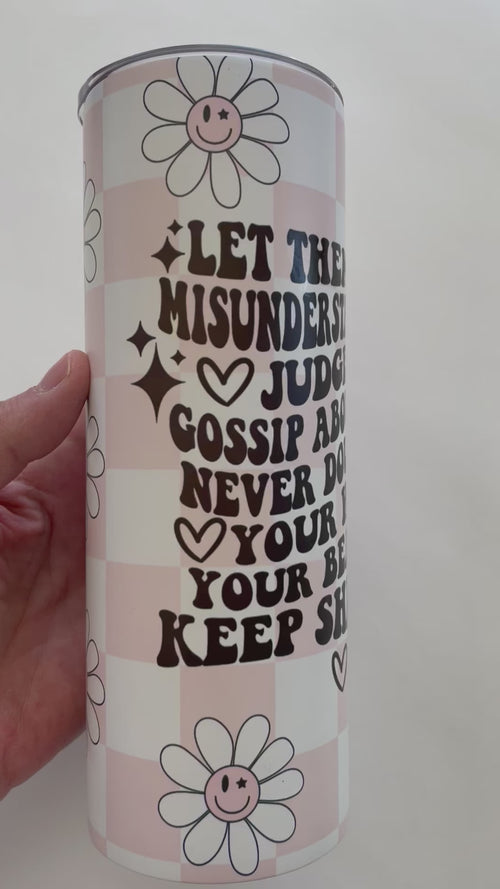 LET THE
MISUNDERST
JUDG
GOSSIP ABO
NEVER DO
YOUR
YOUR BE
KEEP SH